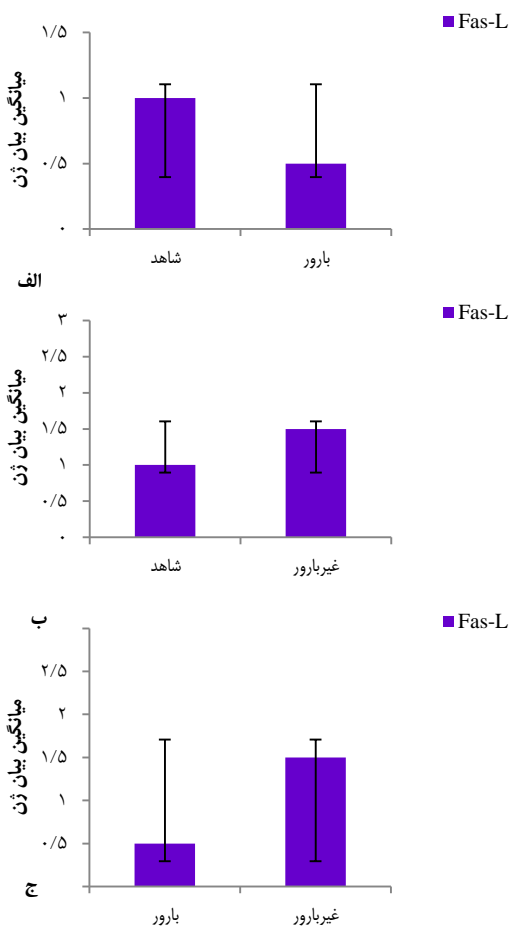 Fas-L
۱/۵
۱
۰/۵
۰
میانگین بیان ژن
شاهد
بارور
الف
Fas-L
۳
۲/۵
۲
۱/۵
۱
۰/۵
۰
میانگین بیان ژن
شاهد
غیربارور
ب
Fas-L
۲/۵
۲
۱/۵
۱
۰/۵
میانگین بیان ژن
بارور
غیربارور
ج